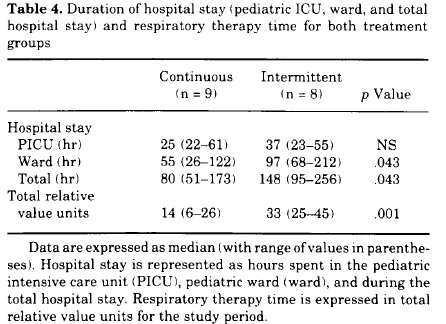 Table 4. Duration of hospital stay (pediatric ICU, ward, and total
hospital stay) and respiratory therapy time for both treatment
groups
Continuous Intermittent
(n = 9) (n = 8) p Value
Hospital stay
PICU (hr) 25 (22–61) 37 (23–55) NS
Ward (hr) 55 (26–122) 97 (68–212) .043
Total (hr) 80 (51–173) 148 (95–256) .043
Total relative
value units 14 (6–26) 33 (25–45) .001
Data are expressed as median (with range of values in parenthe-
ses). Hospital stay is represented as hours spent in the pediatric
intensive care unit (PICU), pediatric ward (ward), and during the
total hospital stay. Respiratory therapy time is expressed in total
relative value units for the study period.